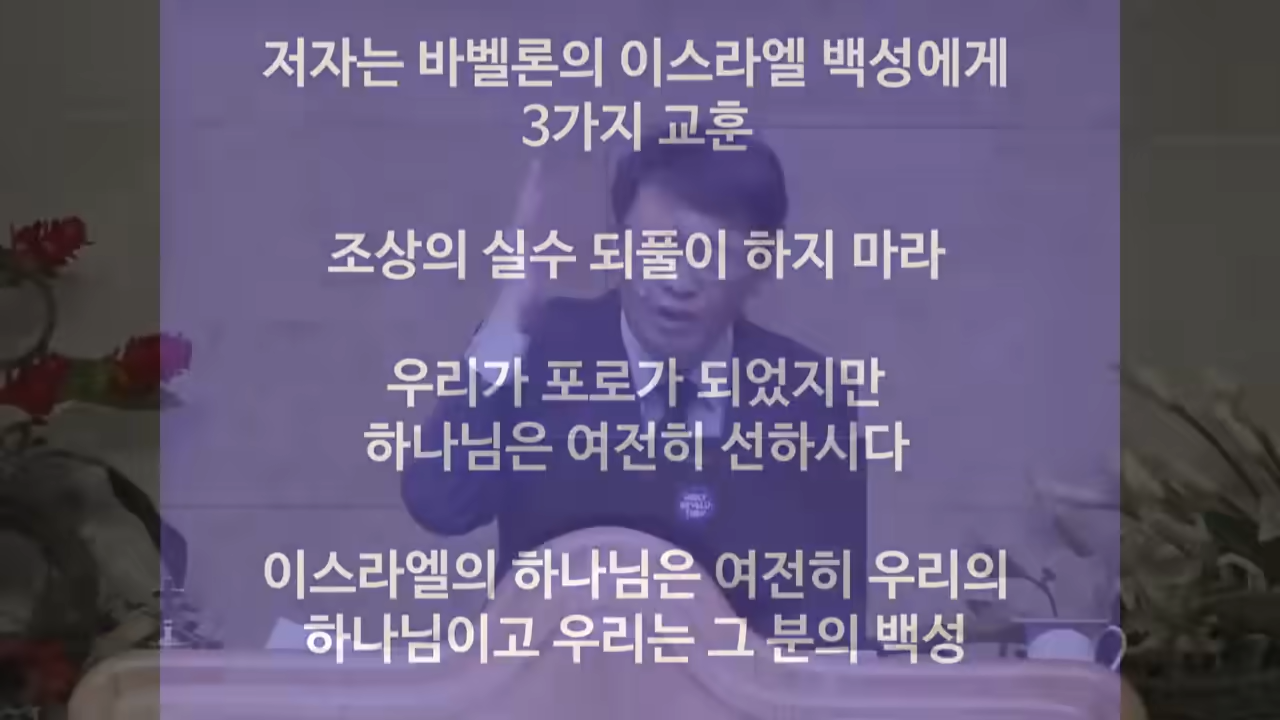 저자는 바벨론의 이스라엘 백성에게
3가지 교훈
조상의 실수 되풀이 하지 마라
우리가 포로가 되었지만
하나님은 여전히 선하시다
이스라엘의 하나님은 여전히 우리의
하나님이고 우리는 그 분의 백성